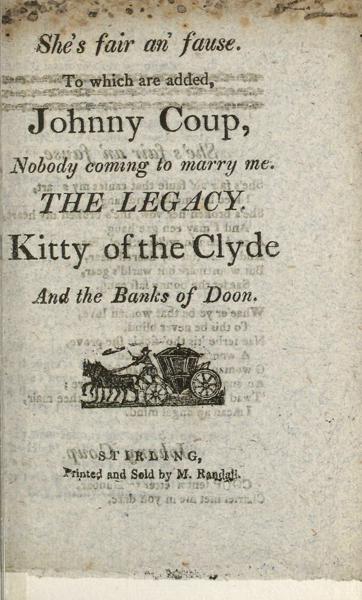 She's fair an' fause.
To which are added,
Johnny Coup,
Nobody coming to marry me.
THE LEGACY.
Kitty of the Clyde
And the Banks of Doon.
STIRLING,
Printed and Sold by M. Randall.